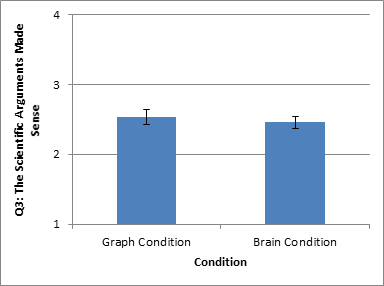 4
3
2
1
Q3: The Scientific Arguments Made
Sense
Graph Condition
Brain Condition
Condition